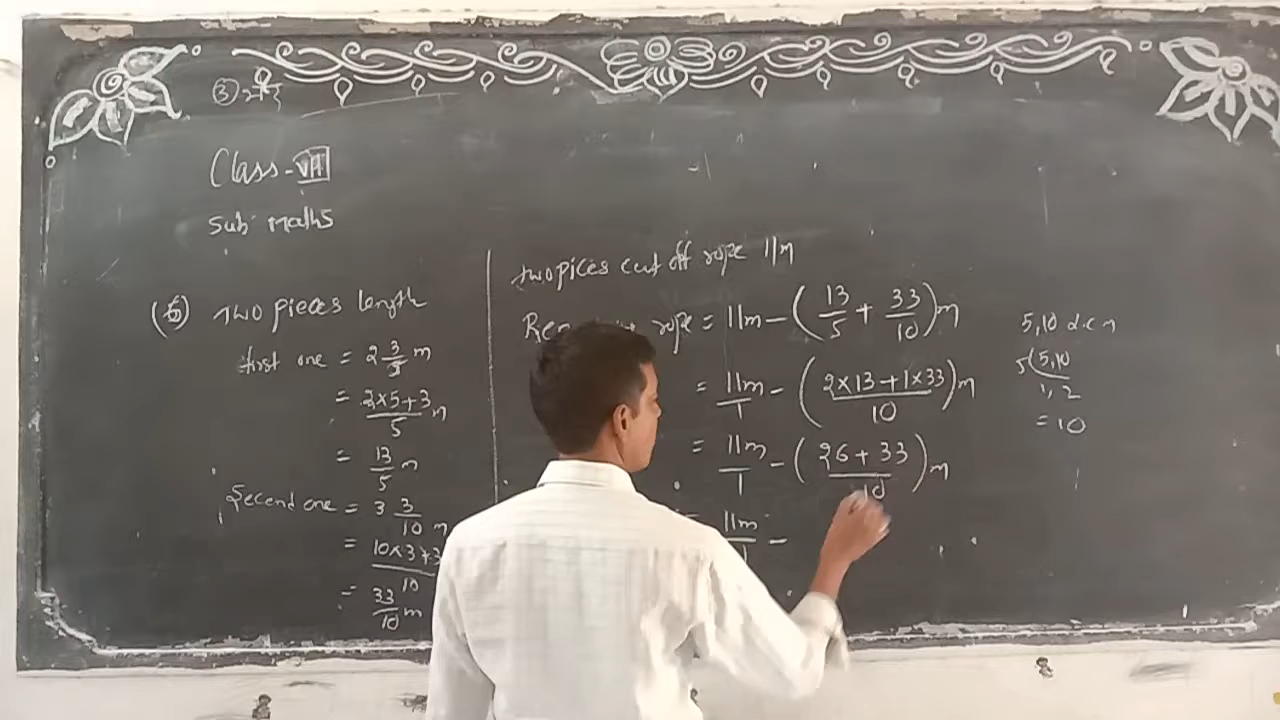 Class-VII
Sub Maths
(5) Two pieces length
first one = 2 3/5 m
= 2×5+3/5 m
= 13/5 m
Second one = 3 3/10 m
= 10×3+3/10
= 33/10 m
two pices cut off rope 11m
rope = 11m - (13/5 + 33/10)m
= 11m/1 - (2×13+1×33/10)m
= 11m/1 - (26+33/10)m
= 11m/1 -
5,10
5(5,10
1,2
= 10